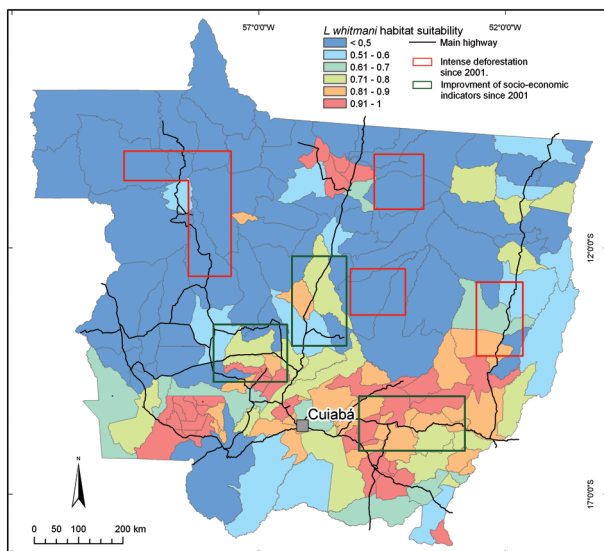 57°0'0"W
52°0'0"W
L whitmani habitat suitability
< 0,5
0.51 - 0.6
0.61 - 0.7
0.71 - 0.8
0.81 - 0.9
0.91 - 1
Main highway
Intense deforestation
since 2001.
Improvment of socio-economic
indicators since 2001
12°0'0"S
Cuiabá
17°0'0"S
N
0 50 100 200 km